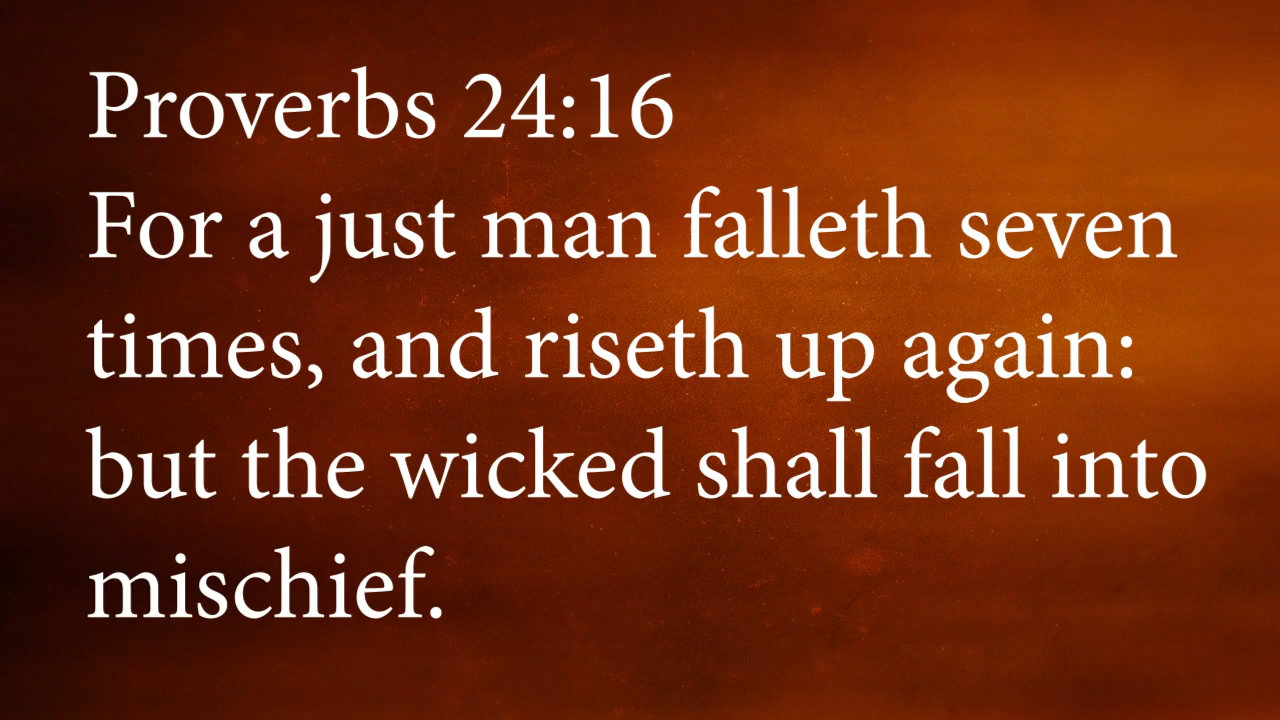 Proverbs 24:16
For a just man falleth seven
times, and riseth up again:
but the wicked shall fall into
mischief.